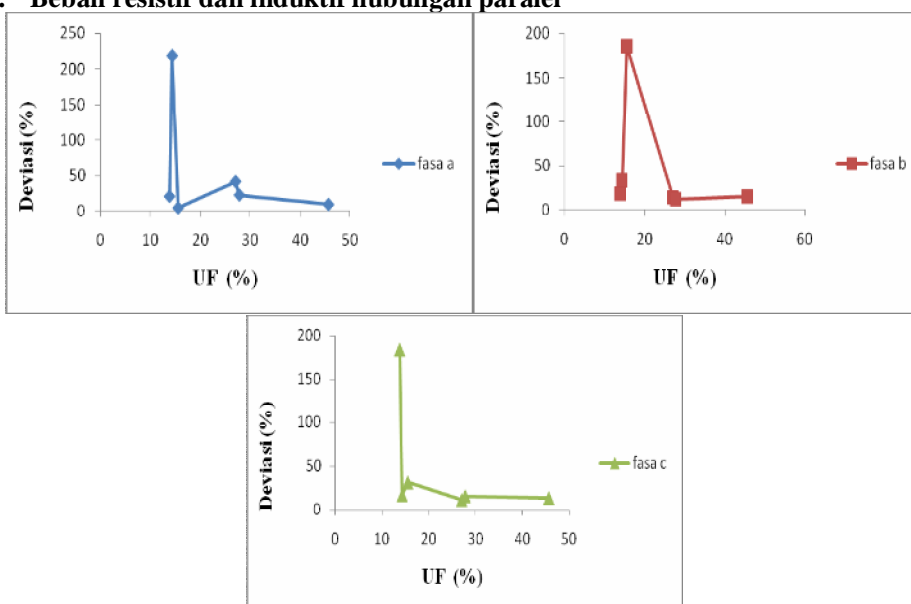 . Beban resistif dan induktif hubungan paralel
250
200
150
100
50
0
0 10 20 30 40 50
Deviasi (%)
UF (%)
fasa a
200
150
100
50
0
0 20 40 60
Deviasi (%)
UF (%)
fasa b
200
150
100
50
0
0 10 20 30 40 50
Deviasi (%)
UF (%)
fasa c